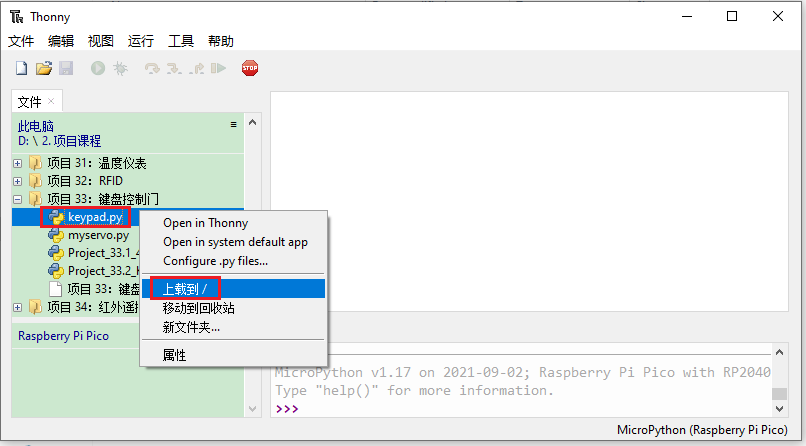 Thonny
文件 编辑 视图 运行 工具 帮助
STOP
文件 ×
此电脑
D: \ 2. 项目课程
项目 31：温度仪表
项目 32：RFID
项目 33：键盘控制门
keypad.py
myservo.py
Project_33.1_4
Project_33.2_
项目 33：键盘
项目 34：红外遥
Open in Thonny
Open in system default app
Configure .py files...
上载到 /
移动到回收站
新文件夹...
属性
Raspberry Pi Pico
MicroPython v1.17 on 2021-09-02; Raspberry Pi Pico with RP2040
Type "help()" for more information.
>>>
MicroPython (Raspberry Pi Pico)